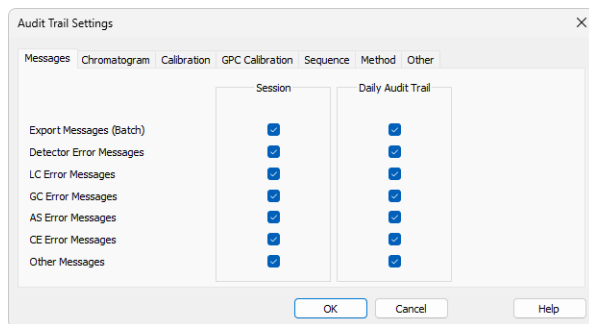 Audit Trail Settings
Messages Chromatogram Calibration GPC Calibration Sequence Method Other
Session Daily Audit Trail
Export Messages (Batch)
Detector Error Messages
LC Error Messages
GC Error Messages
AS Error Messages
CE Error Messages
Other Messages
OK Cancel Help